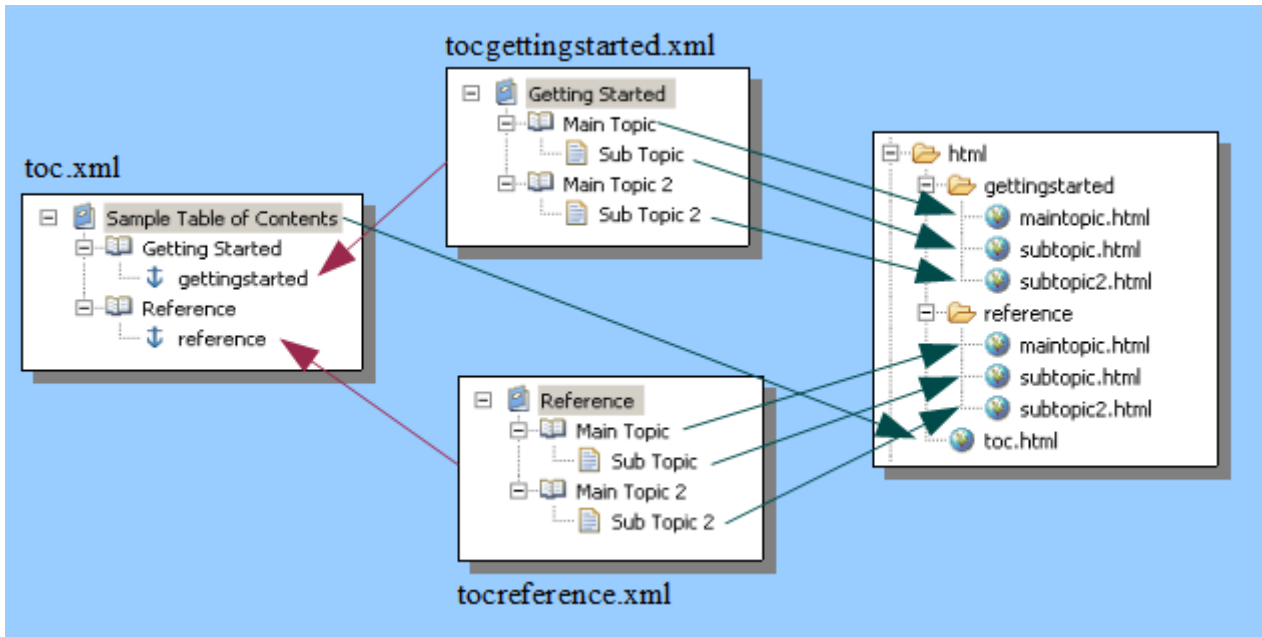 toc.xml
Sample Table of Contents
Getting Started
gettingstarted
Reference
reference
tocgettingstarted.xml
Getting Started
Main Topic
Sub Topic
Main Topic 2
Sub Topic 2
Reference
Main Topic
Sub Topic
Main Topic 2
Sub Topic 2
tocreference.xml
html
gettingstarted
maintopic.html
subtopic.html
subtopic2.html
reference
maintopic.html
subtopic.html
subtopic2.html
toc.html